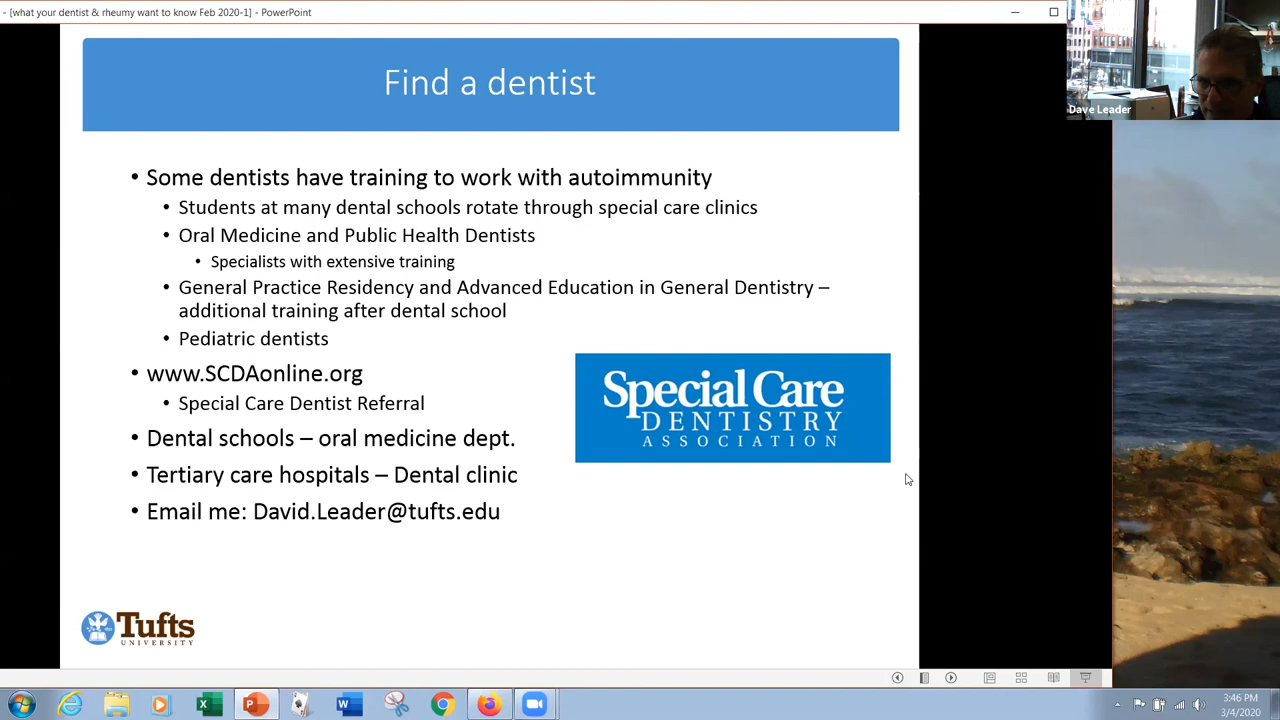 - [what your dentist & rheumy want to know Feb 2020-1] - PowerPoint
Dave Leader
Find a dentist
• Some dentists have training to work with autoimmunity
• Students at many dental schools rotate through special care clinics
• Oral Medicine and Public Health Dentists
• Specialists with extensive training
• General Practice Residency and Advanced Education in General Dentistry –
additional training after dental school
• Pediatric dentists
• www.SCDAonline.org
• Special Care Dentist Referral
• Dental schools – oral medicine dept.
• Tertiary care hospitals – Dental clinic
• Email me: David.Leader@tufts.edu
Special Care
DENTISTRY
ASSOCIATION
Tufts
UNIVERSITY
3:46 PM
3/4/2020